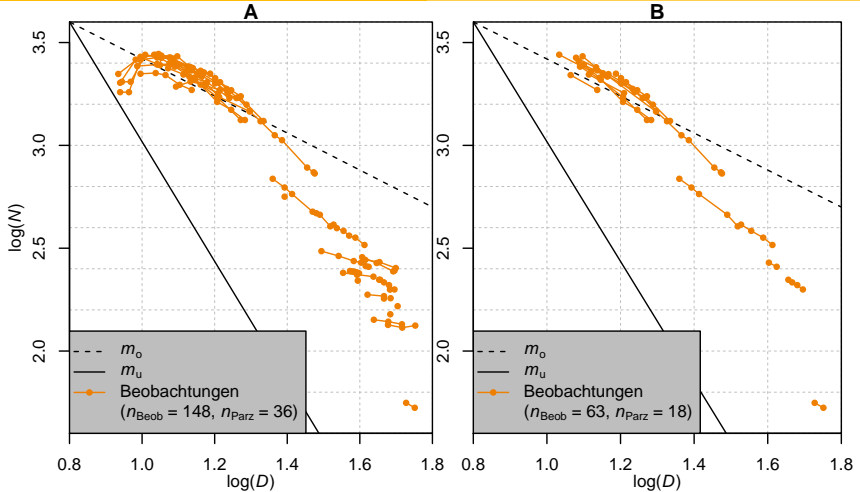 A
B
log(N)
3.5
3.0
2.5
2.0
m_o
m_u
Beobachtungen
(n_Beob = 148, n_Parz = 36)
0.8 1.0 1.2 1.4 1.6 1.8
log(D)
3.5
3.0
2.5
2.0
m_o
m_u
Beobachtungen
(n_Beob = 63, n_Parz = 18)
0.8 1.0 1.2 1.4 1.6 1.8
log(D)